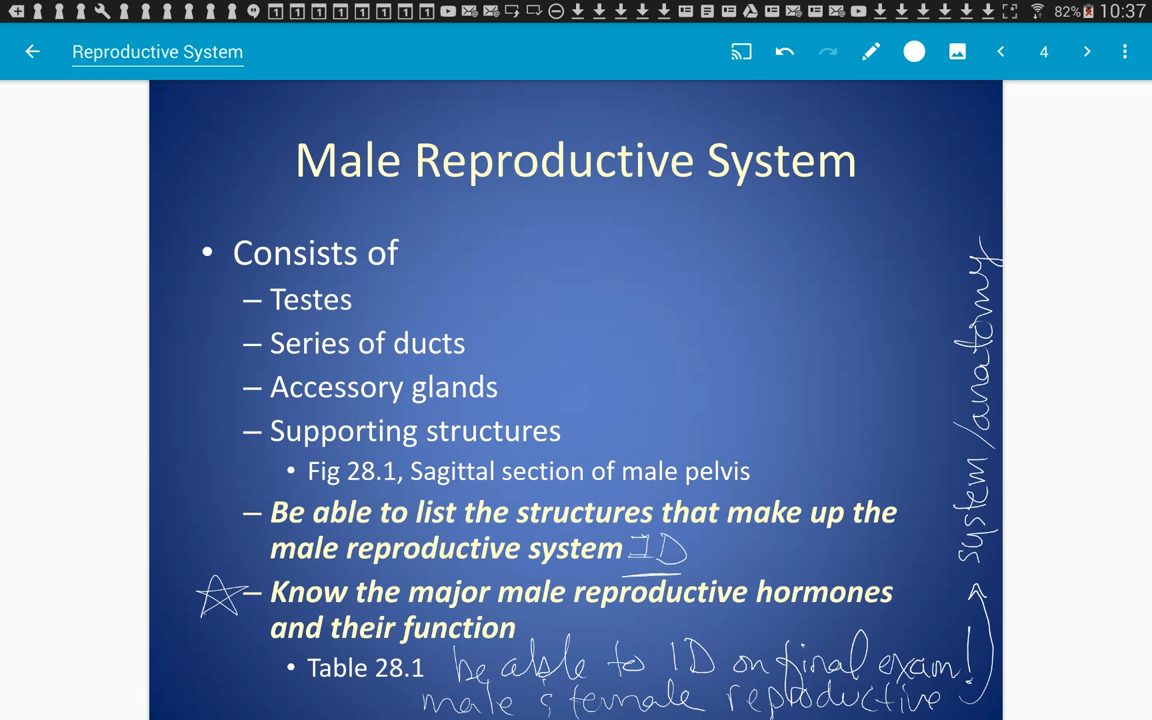 82% 10:37
Reproductive System
4
Male Reproductive System
• Consists of
– Testes
– Series of ducts
– Accessory glands
– Supporting structures
• Fig 28.1, Sagittal section of male pelvis
– Be able to list the structures that make up the
male reproductive system ID
– Know the major male reproductive hormones
and their function
• Table 28.1
be able to ID on final exam!
male & female reproductive
system/anatomy